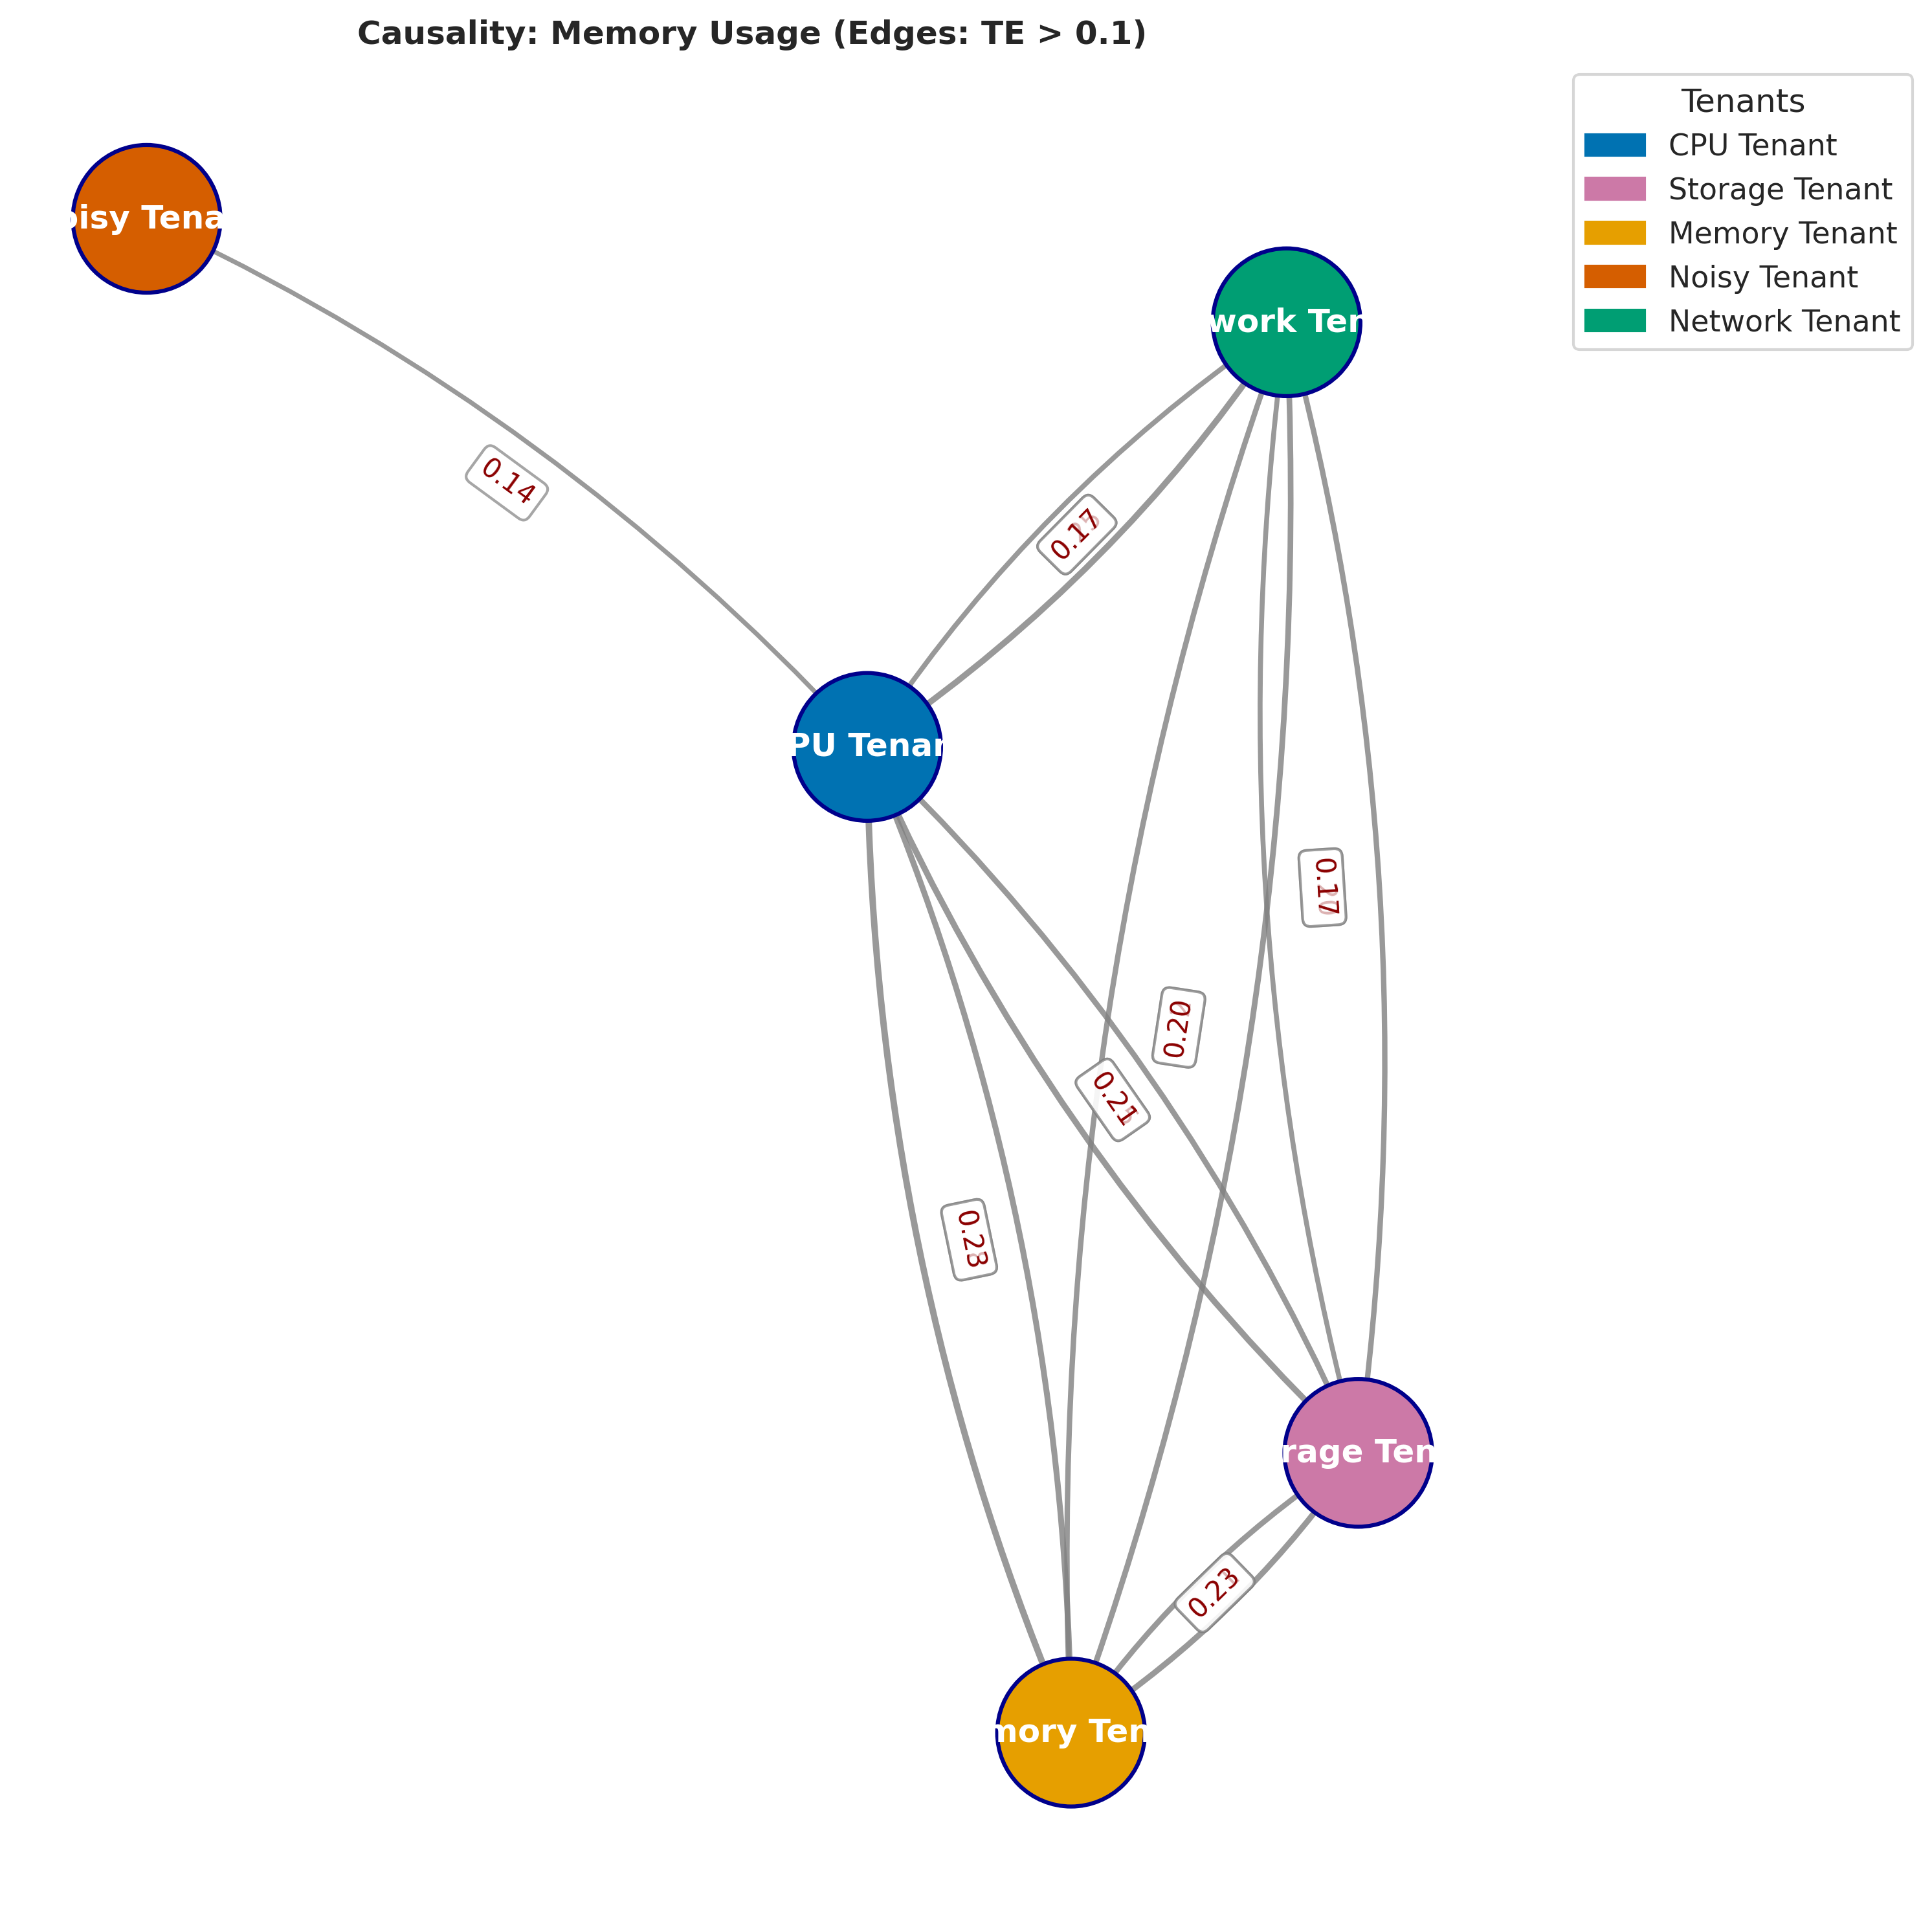 Causality: Memory Usage (Edges: TE > 0.1)
Tenants
CPU Tenant
Storage Tenant
Memory Tenant
Noisy Tenant
Network Tenant
oisy Tena
work Ten
0.14
0.17
PU Tenan
0.17
0.20
0.21
0.23
rage Ten
0.23
mory Ten